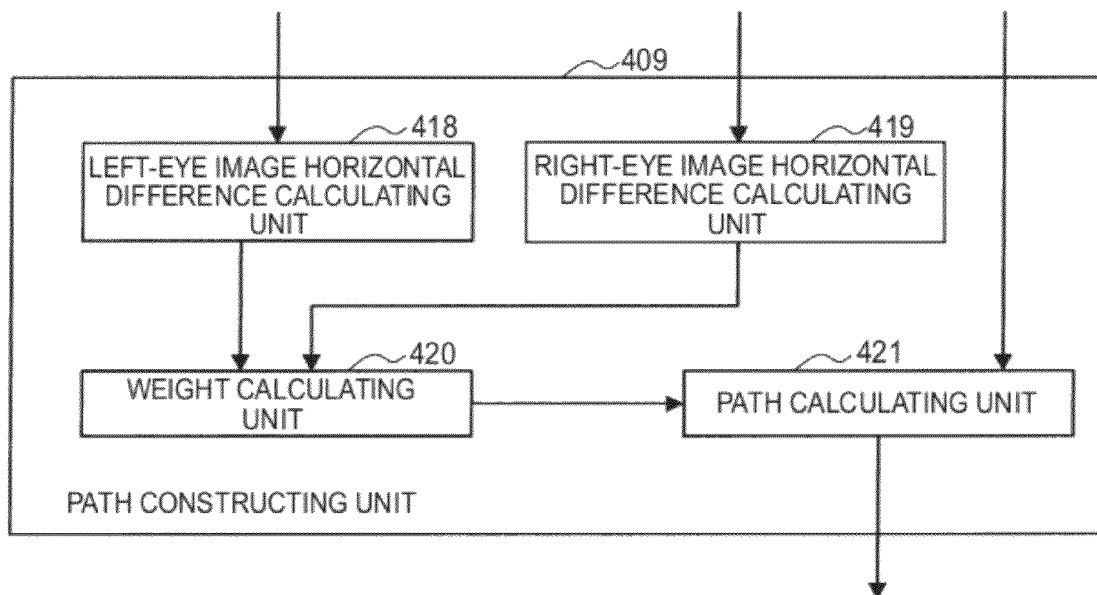 409
418
LEFT-EYE IMAGE HORIZONTAL
DIFFERENCE CALCULATING
UNIT
419
RIGHT-EYE IMAGE HORIZONTAL
DIFFERENCE CALCULATING
UNIT
420
WEIGHT CALCULATING
UNIT
421
PATH CALCULATING UNIT
PATH CONSTRUCTING UNIT